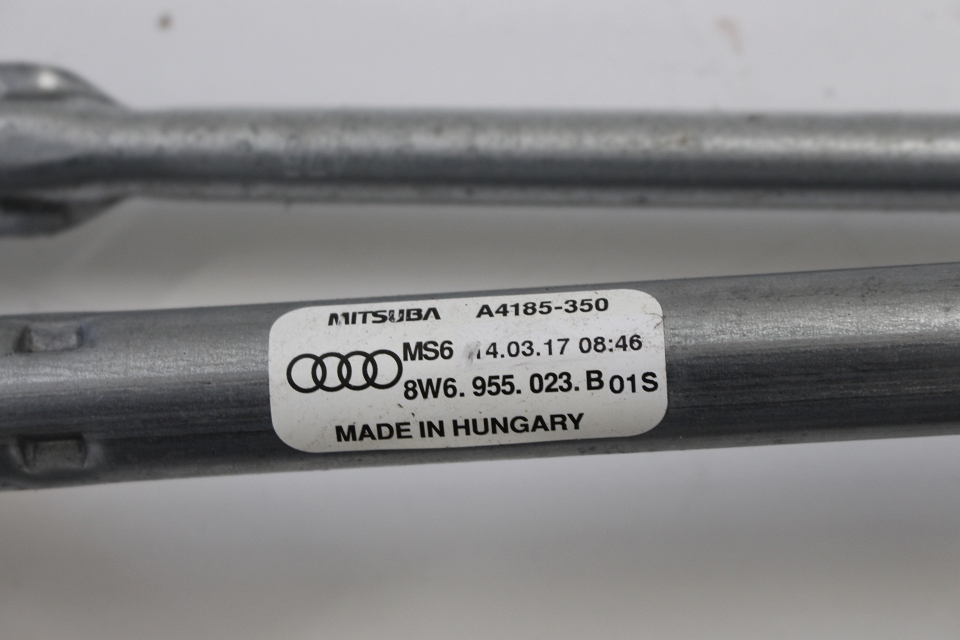 MITSUBA A4185-350
MS6 14.03.17 08:46
8W6. 955. 023. B 01S
MADE IN HUNGARY